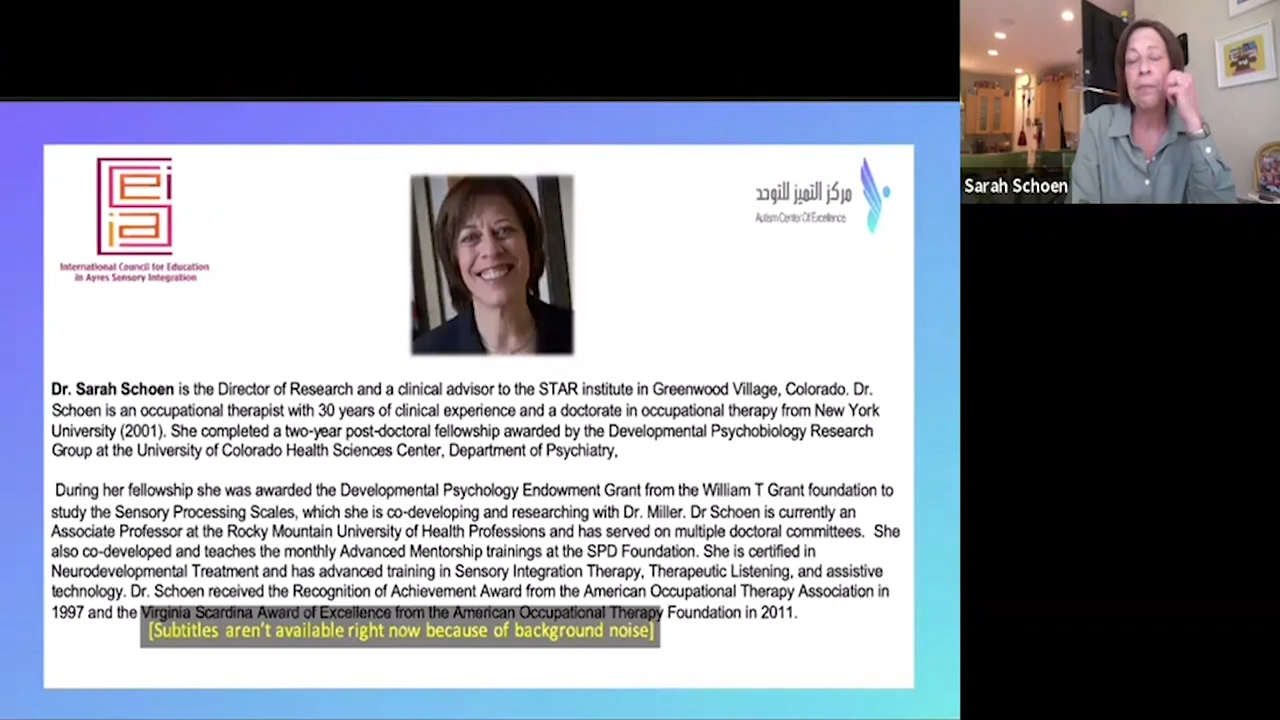 Sarah Schoen
ei
ia
International Council for Education
in Ayres Sensory Integration
مركز التميز للتوحد
Autism Center Of Excellence
Dr. Sarah Schoen is the Director of Research and a clinical advisor to the STAR institute in Greenwood Village, Colorado. Dr.
Schoen is an occupational therapist with 30 years of clinical experience and a doctorate in occupational therapy from New York
University (2001). She completed a two-year post-doctoral fellowship awarded by the Developmental Psychobiology Research
Group at the University of Colorado Health Sciences Center, Department of Psychiatry,
During her fellowship she was awarded the Developmental Psychology Endowment Grant from the William T Grant foundation to
study the Sensory Processing Scales, which she is co-developing and researching with Dr. Miller. Dr Schoen is currently an
Associate Professor at the Rocky Mountain University of Health Professions and has served on multiple doctoral committees. She
also co-developed and teaches the monthly Advanced Mentorship trainings at the SPD Foundation. She is certified in
Neurodevelopmental Treatment and has advanced training in Sensory Integration Therapy, Therapeutic Listening, and assistive
technology. Dr. Schoen received the Recognition of Achievement Award from the American Occupational Therapy Association in
1997 and the Virginia Scardina Award of Excellence from the American Occupational Therapy Foundation in 2011.
[Subtitles aren't available right now because of background noise]